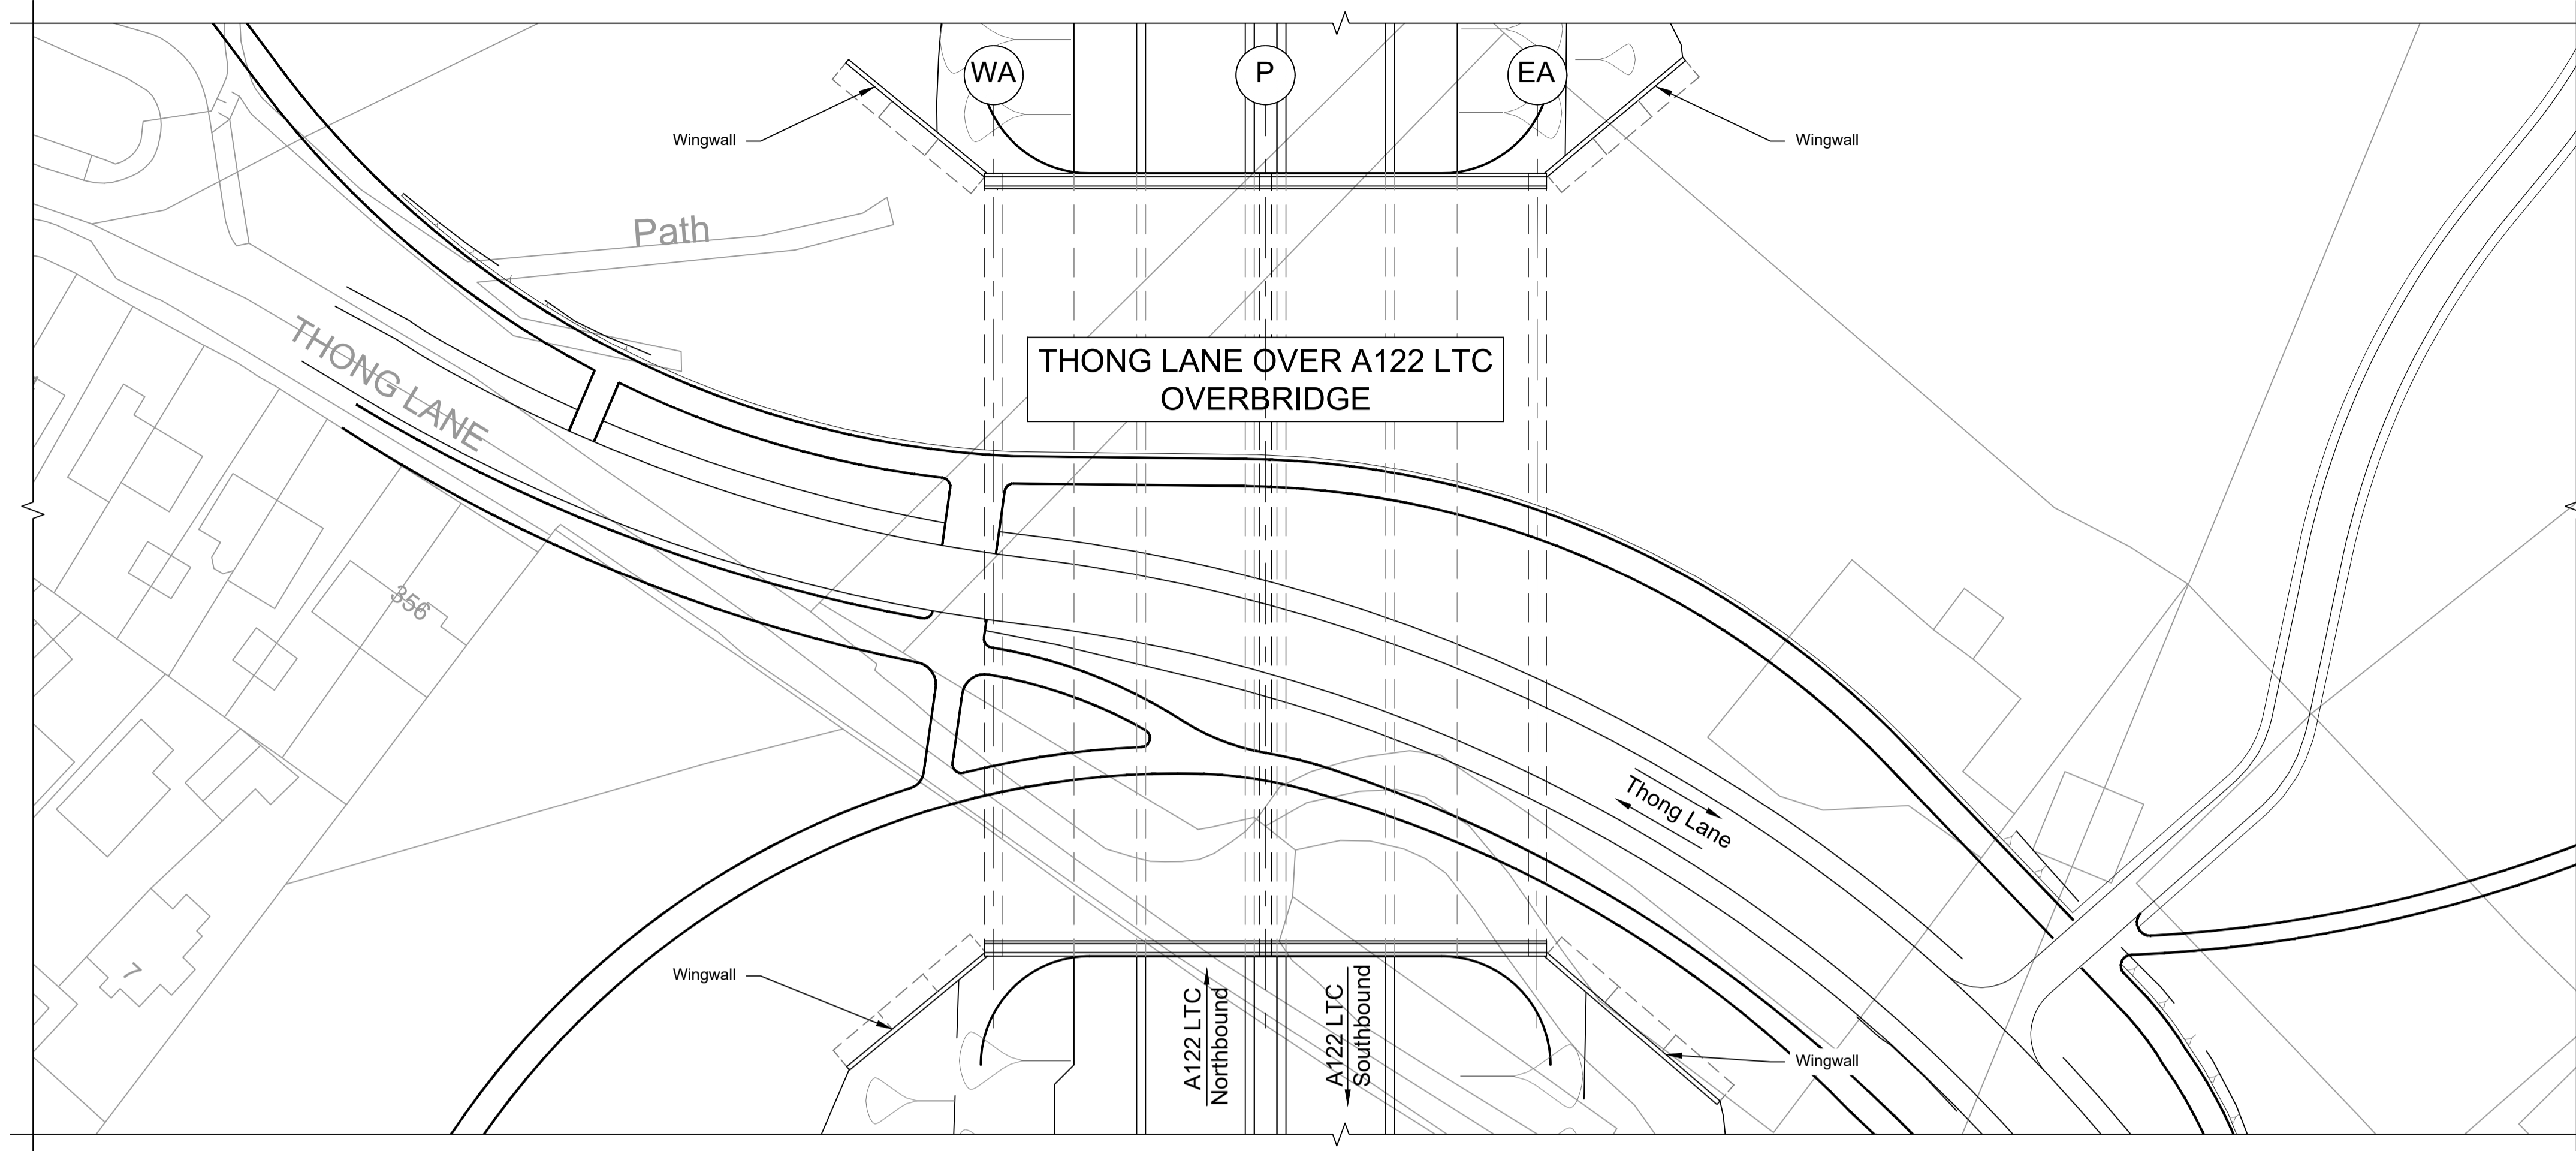 WA
P
EA
Wingwall
Wingwall
Path
THONG LANE
THONG LANE OVER A122 LTC
OVERBRIDGE
356
Thong Lane
7
Wingwall
A122 LTC
Northbound
A122 LTC
Southbound
Wingwall